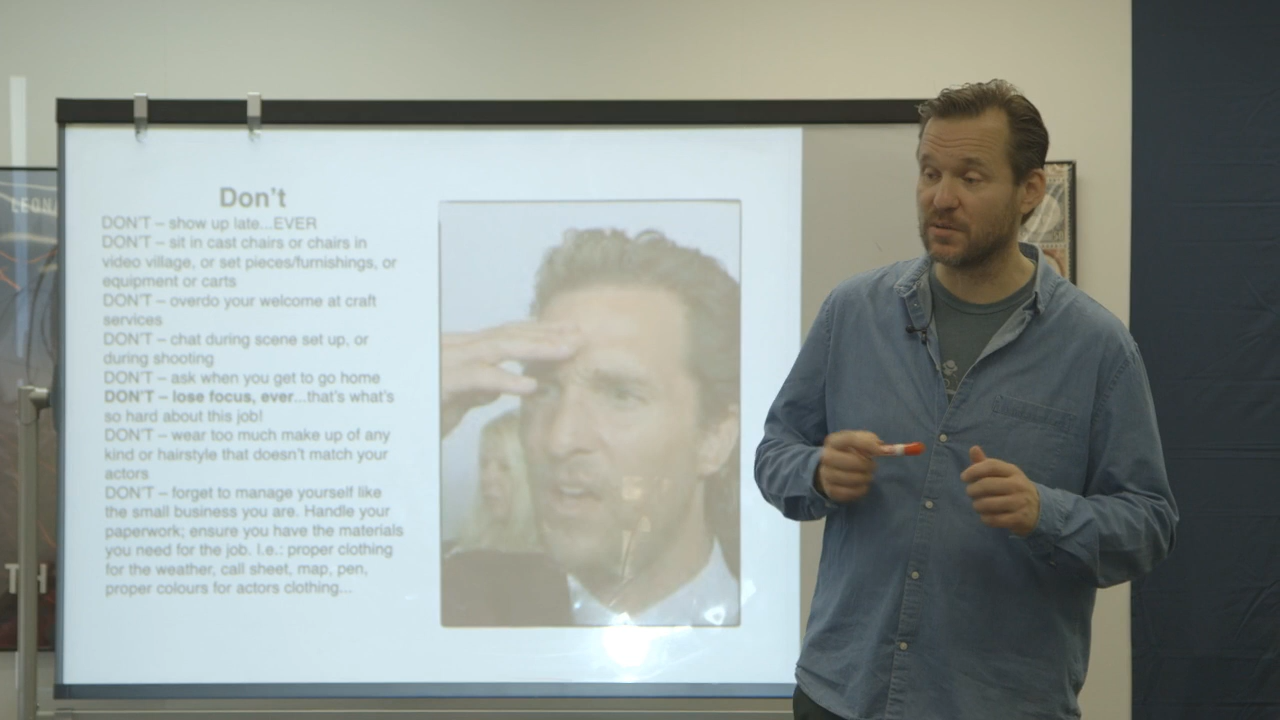 LEON
TH
Don't
DON'T – show up late...EVER
DON'T – sit in cast chairs or chairs in
video village, or set pieces/furnishings, or
equipment or carts
DON'T – overdo your welcome at craft
services
DON'T – chat during scene set up, or
during shooting
DON'T – ask when you get to go home
DON'T – lose focus, ever...that's what's
so hard about this job!
DON'T – wear too much make up of any
kind or hairstyle that doesn't match your
actors
DON'T – forget to manage yourself like
the small business you are. Handle your
paperwork; ensure you have the materials
you need for the job. I.e.: proper clothing
for the weather, call sheet, map, pen,
proper colours for actors clothing...